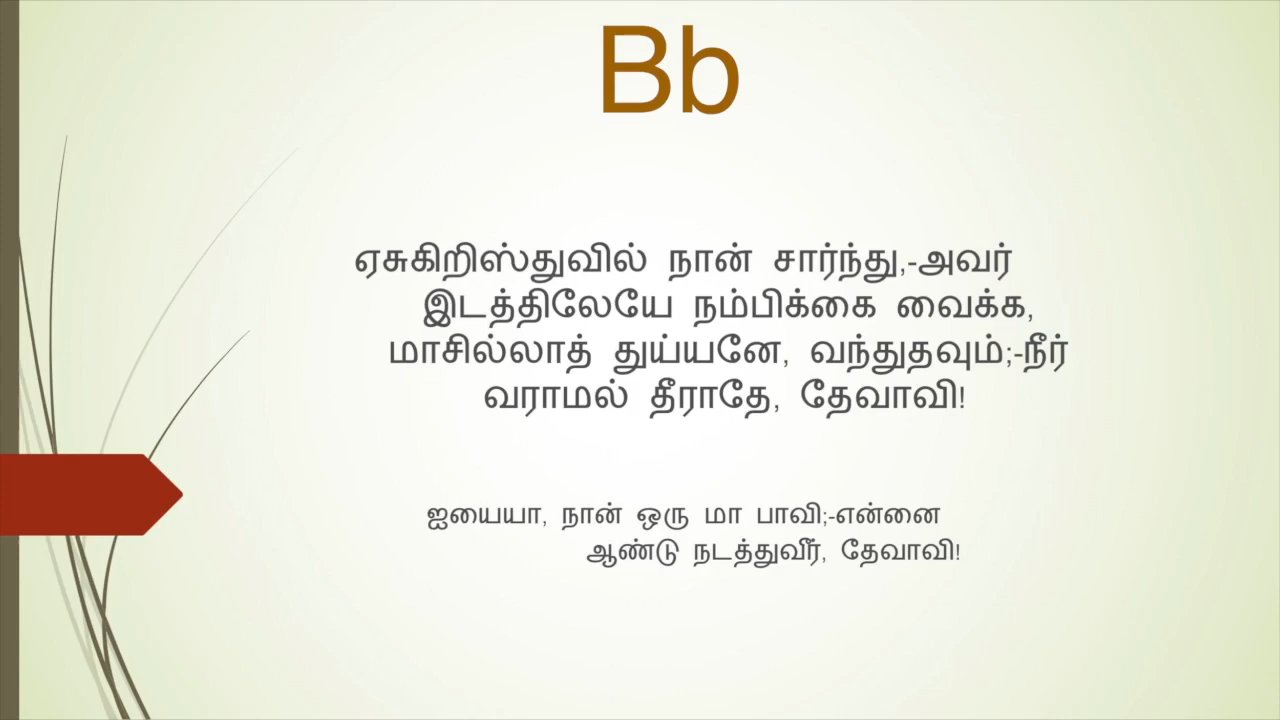 Bb
ஏசுகிறிஸ்துவில் நான் சார்ந்து,-அவர்
இடத்திலேயே நம்பிக்கை வைக்க,
மாசில்லாத் துய்யனே, வந்துதவும்;-நீர்
வராமல் தீராதே, தேவாவி!
ஐயையா, நான் ஒரு மா பாவி;-என்னை
ஆண்டு நடத்துவீர், தேவாவி!